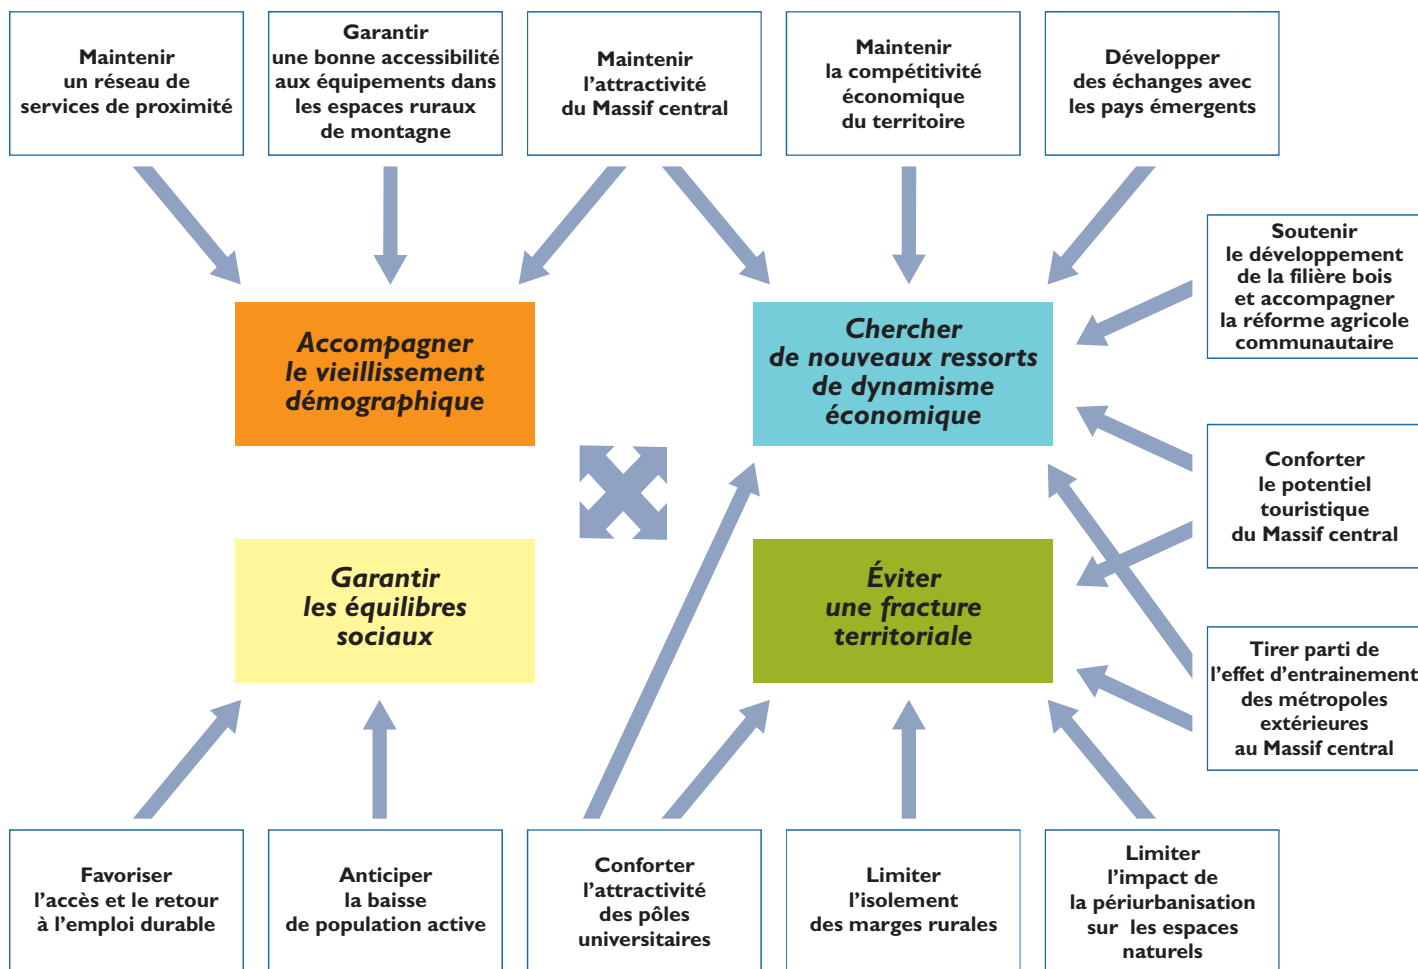 Maintenir
un réseau de
services de proximité
Garantir
une bonne accessibilité
aux équipements dans
les espaces ruraux
de montagne
Maintenir
l’attractivité
du Massif central
Maintenir
la compétitivité
économique
du territoire
Développer
des échanges avec
les pays émergents
Soutenir
le développement
de la filière bois
et accompagner
la réforme agricole
communautaire
Accompagner
le vieillissement
démographique
Chercher
de nouveaux ressorts
de dynamisme
économique
Conforter
le potentiel
touristique
du Massif central
Garantir
les équilibres
sociaux
Éviter
une fracture
territoriale
Tirer parti de
l’effet d’entrainement
des métropoles
extérieures
au Massif central
Favoriser
l’accès et le retour
à l’emploi durable
Anticiper
la baisse
de population active
Conforter
l’attractivité
des pôles
universitaires
Limiter
l’isolement
des marges rurales
Limiter
l’impact de
la périurbanisation
sur les espaces
naturels